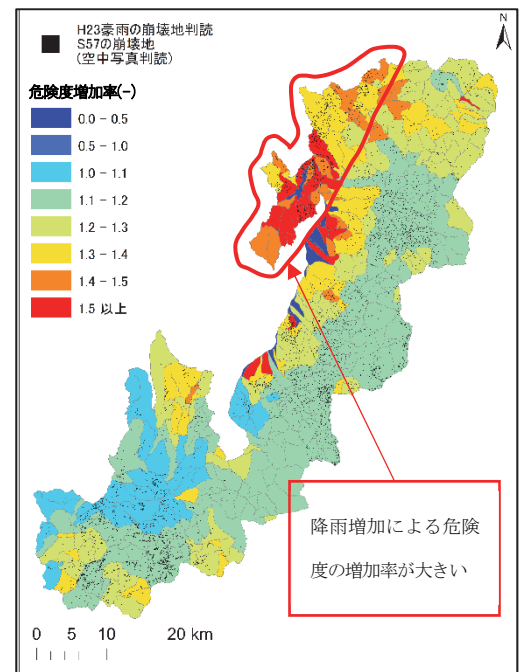 H23豪雨の崩壊地判読
S57の崩壊地
(空中写真判読)
N
危険度増加率(-)
0.0 - 0.5
0.5 - 1.0
1.0 - 1.1
1.1 - 1.2
1.2 - 1.3
1.3 - 1.4
1.4 - 1.5
1.5 以上
降雨増加による危険
度の増加率が大きい
0 5 10 20 km